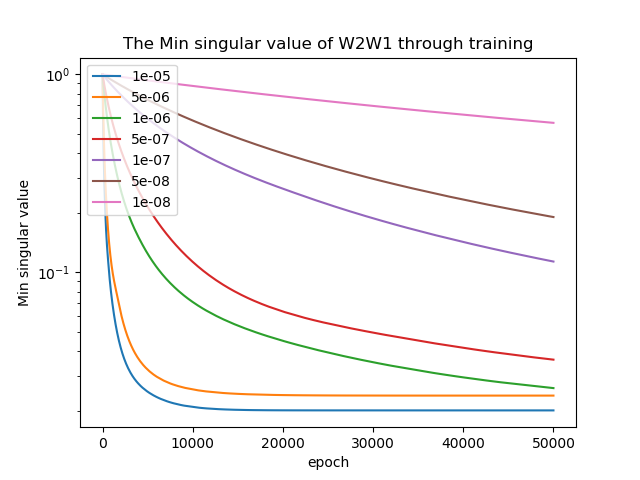 The Min singular value of W2W1 through training
10⁰
10⁻¹
Min singular value
1e-05
5e-06
1e-06
5e-07
1e-07
5e-08
1e-08
0 10000 20000 30000 40000 50000
epoch